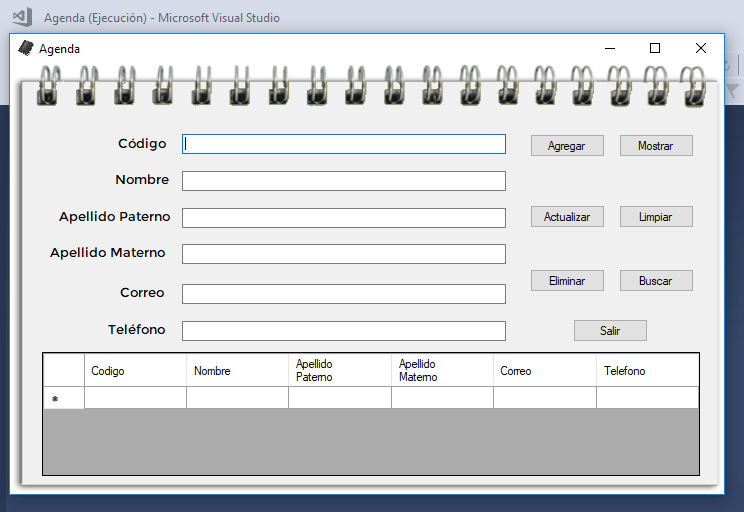 Agenda (Ejecución) - Microsoft Visual Studio
Agenda
Código
Agregar
Mostrar
Nombre
Apellido Paterno
Actualizar
Limpiar
Apellido Materno
Correo
Eliminar
Buscar
Teléfono
Salir
Codigo
Nombre
Apellido
Paterno
Apellido
Materno
Correo
Telefono
*